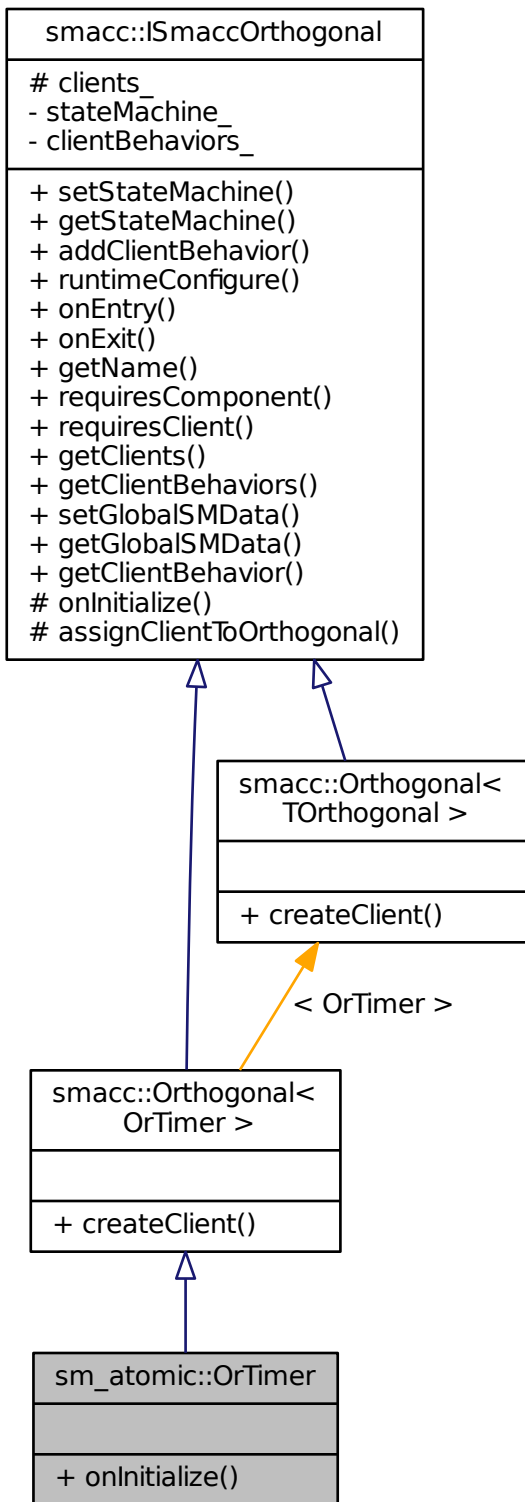 smacc::ISmaccOrthogonal
# clients_
- stateMachine_
- clientBehaviors_
+ setStateMachine()
+ getStateMachine()
+ addClientBehavior()
+ runtimeConfigure()
+ onEntry()
+ onExit()
+ getName()
+ requiresComponent()
+ requiresClient()
+ getClients()
+ getClientBehaviors()
+ setGlobalSMData()
+ getGlobalSMData()
+ getClientBehavior()
# onInitialize()
# assignClientToOrthogonal()
smacc::Orthogonal<
TOrthogonal >
+ createClient()
< OrTimer >
smacc::Orthogonal<
OrTimer >
+ createClient()
sm_atomic::OrTimer
+ onInitialize()